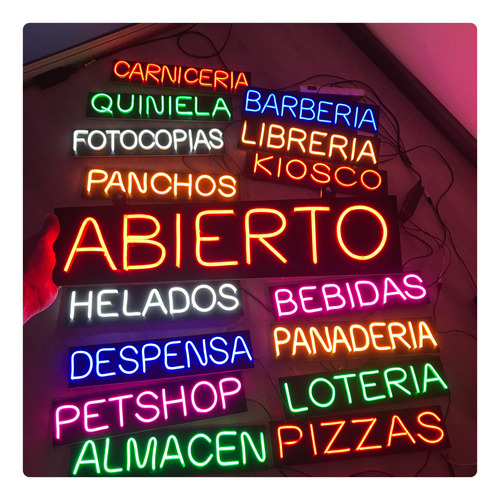 CARNICERIA
QUINIELA
BARBERIA
FOTOCOPIAS
LIBRERIA
PANCHOS
KIOSCO
ABIERTO
HELADOS
BEBIDAS
DESPENSA
PANADERIA
PETSHOP
LOTERIA
ALMACEN
PIZZAS